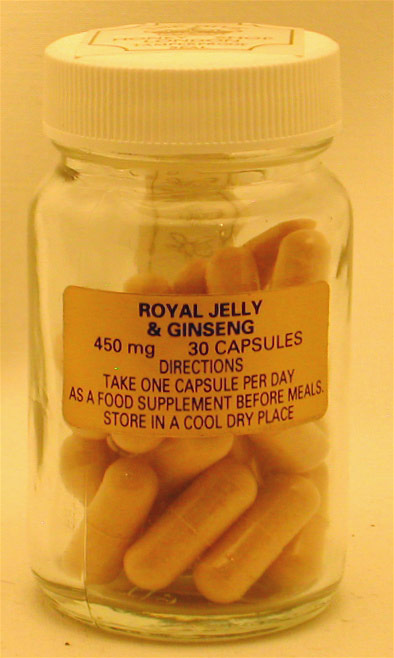 ROYAL JELLY
& GINSENG
450 mg 30 CAPSULES
DIRECTIONS
TAKE ONE CAPSULE PER DAY
AS A FOOD SUPPLEMENT BEFORE MEALS.
STORE IN A COOL DRY PLACE